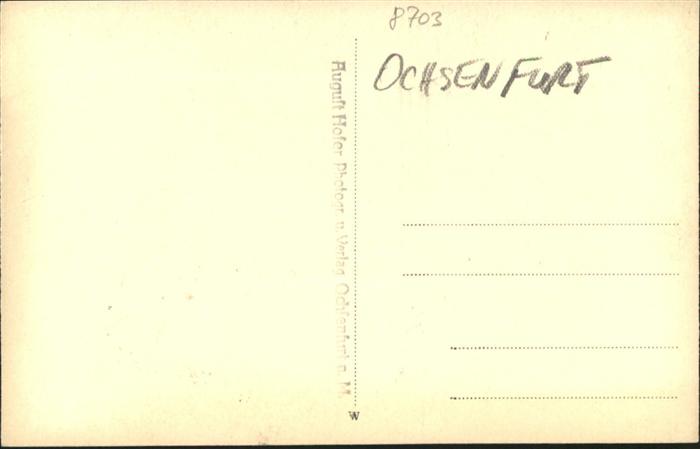 8703
OCHSENFURT
August Hofer Photogr. u. Verlag Ochsenfurt a. M.
W